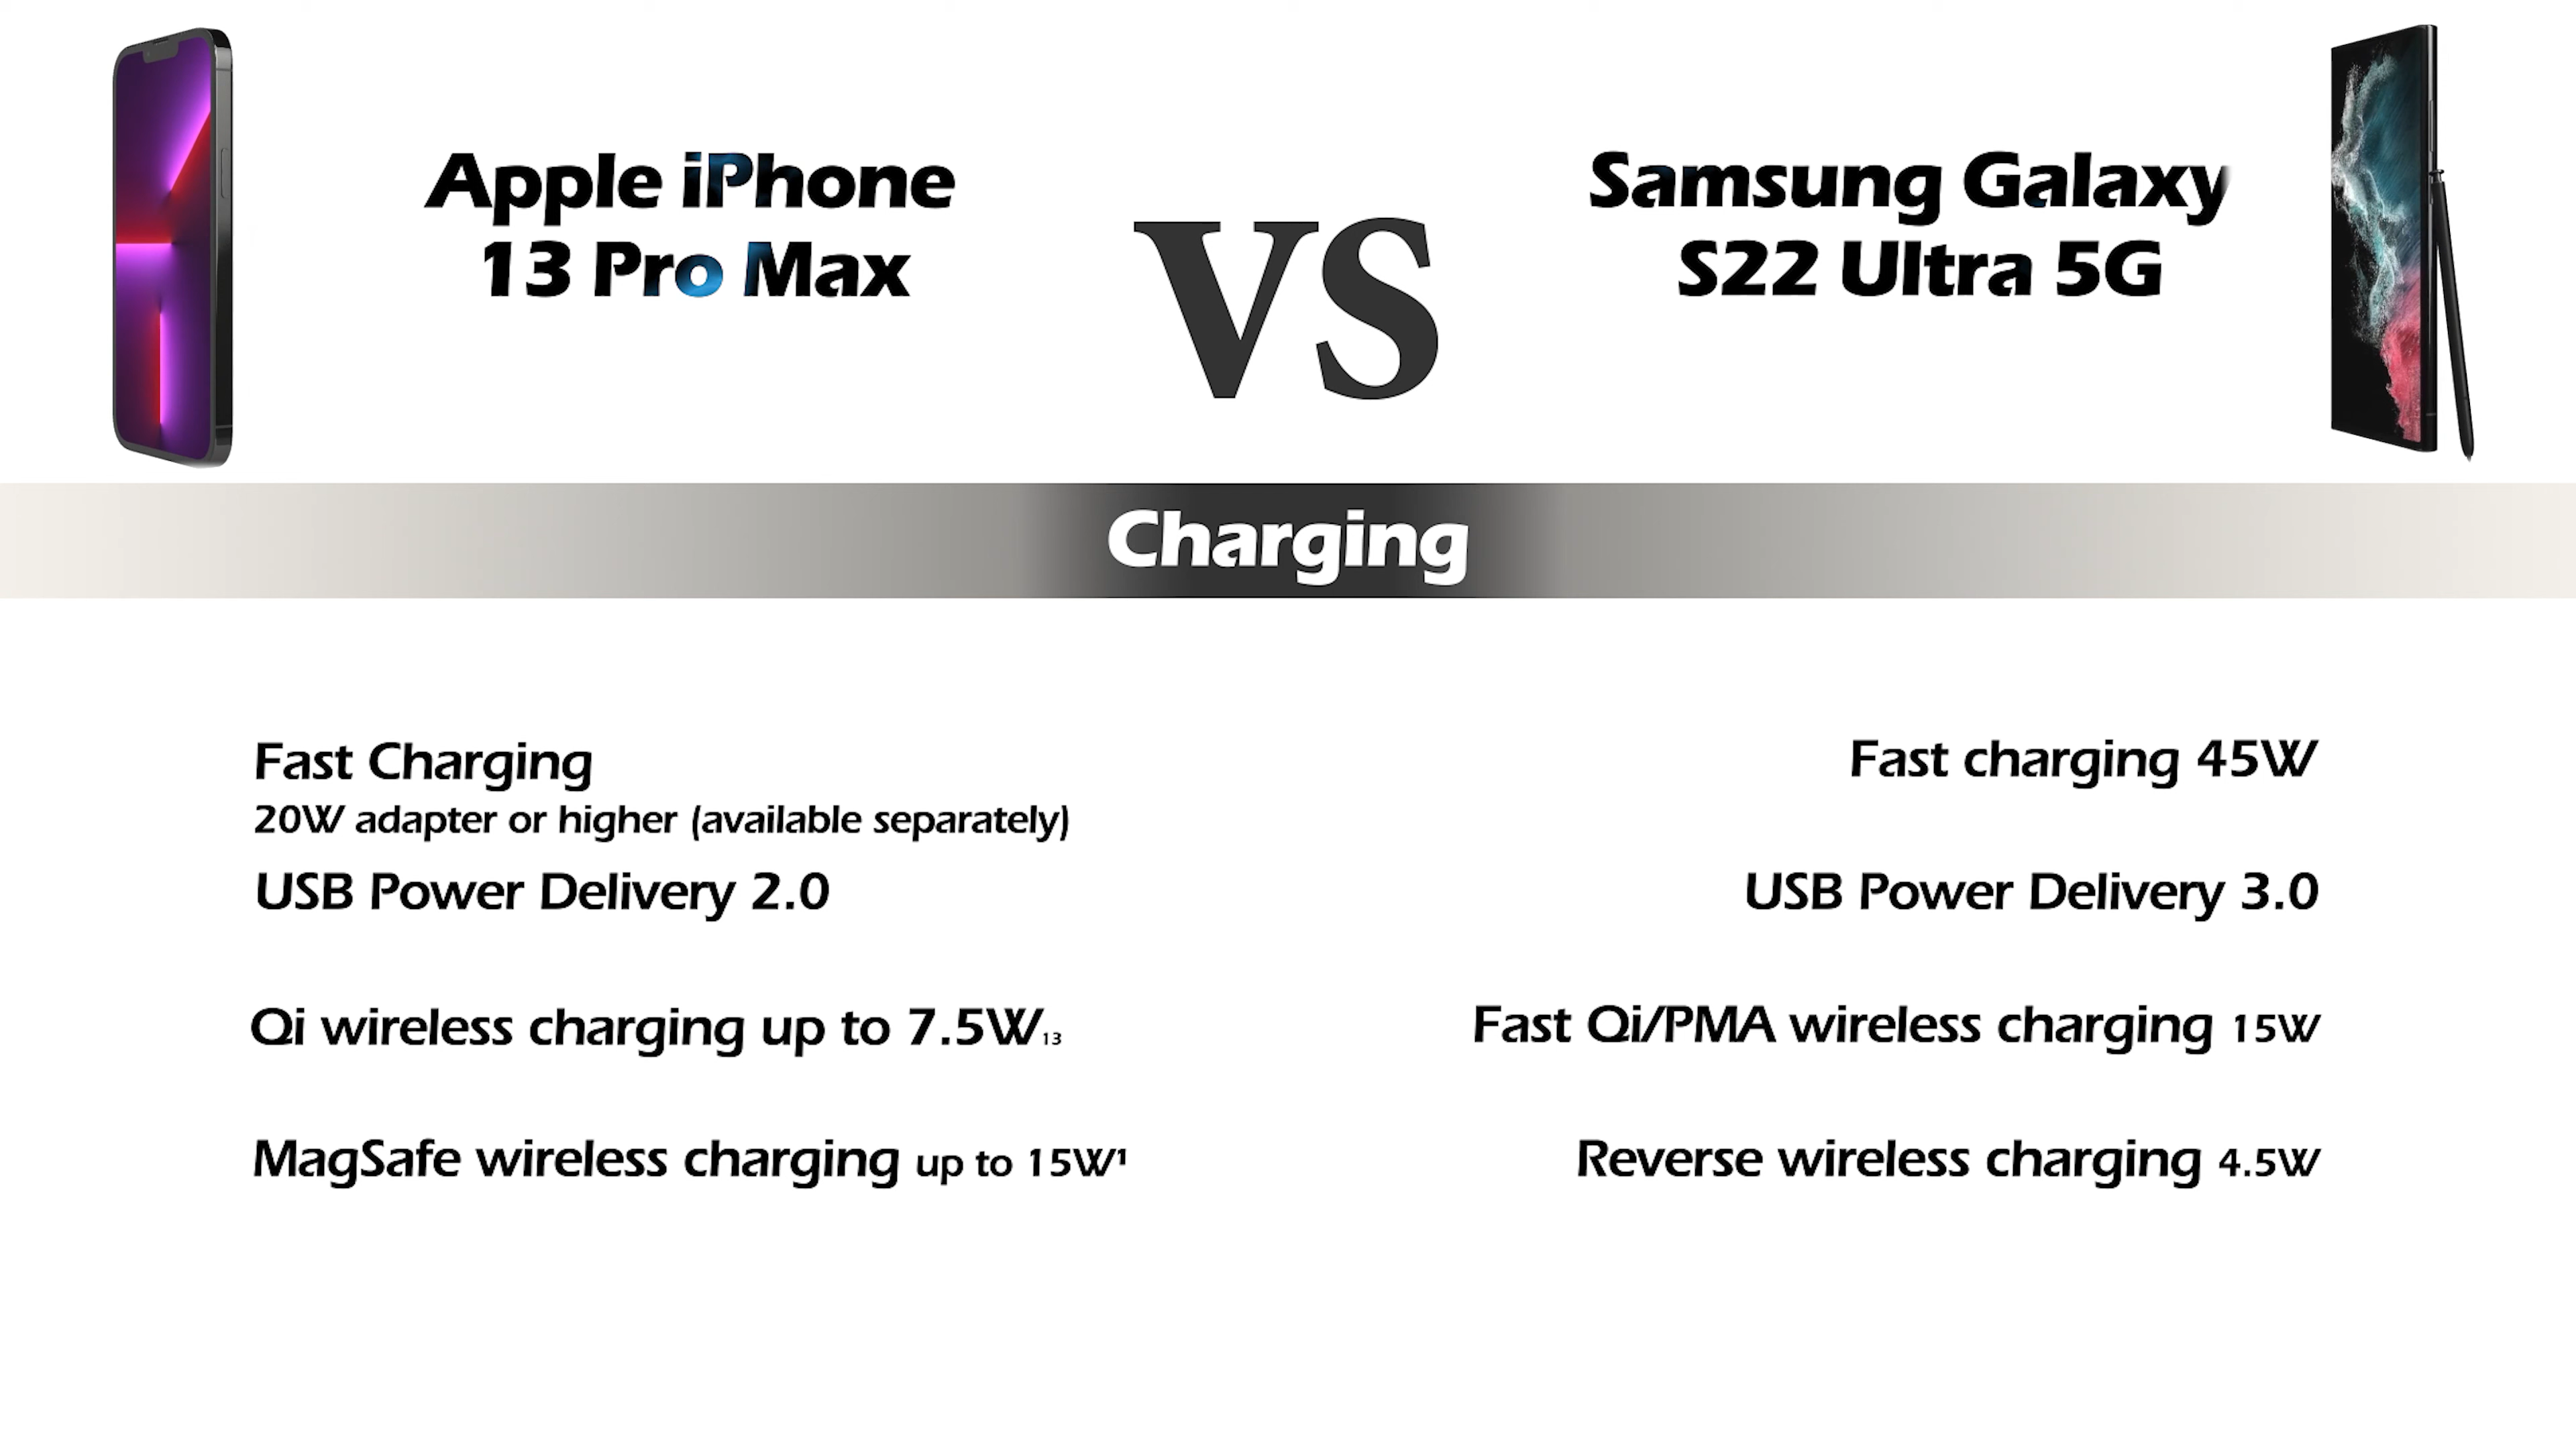 Apple iPhone
13 Pro Max
VS
Samsung Galaxy
S22 Ultra 5G
Charging
Fast Charging
20W adapter or higher (available separately)
USB Power Delivery 2.0
Qi wireless charging up to 7.5W₁₃
MagSafe wireless charging up to 15W¹
Fast charging 45W
USB Power Delivery 3.0
Fast Qi/PMA wireless charging 15W
Reverse wireless charging 4.5W